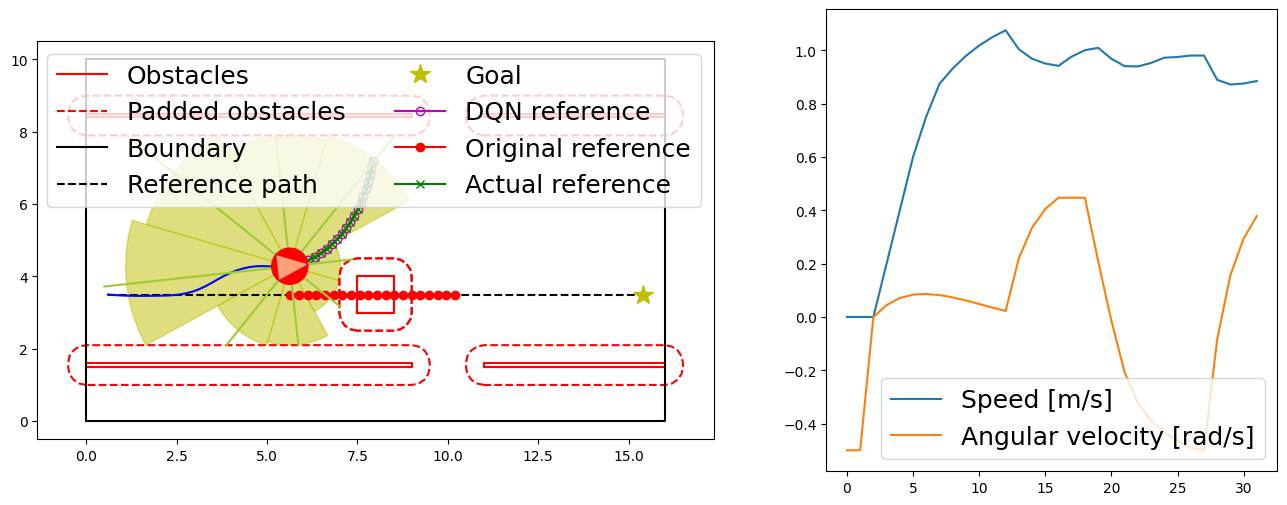 Obstacles
Padded obstacles
Boundary
Reference path
Goal
DQN reference
Original reference
Actual reference
10
8
6
4
2
0
0.0 2.5 5.0 7.5 10.0 12.5 15.0
1.0
0.8
0.6
0.4
0.2
0.0
−0.2
−0.4
Speed [m/s]
Angular velocity [rad/s]
0 5 10 15 20 25 30